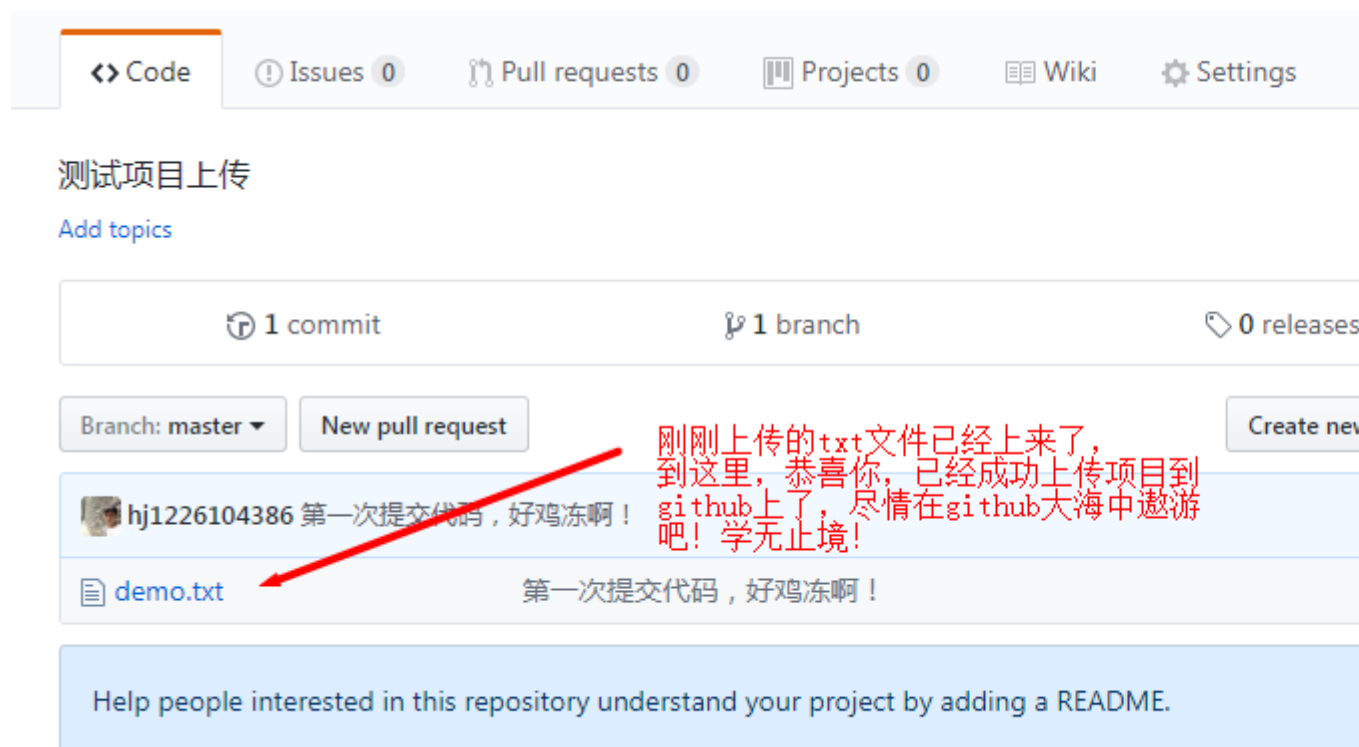 Code Issues 0 Pull requests 0 Projects 0 Wiki Settings
测试项目上传
Add topics
1 commit 1 branch 0 releases
Branch: master New pull request Create new
刚刚上传的txt文件已经上来了，
到这里，恭喜你，已经成功上传项目到
github上了，尽情在github大海中遨游
吧！学无止境！
hj1226104386 第一次提交代码，好鸡冻啊！
demo.txt 第一次提交代码，好鸡冻啊！
Help people interested in this repository understand your project by adding a README.